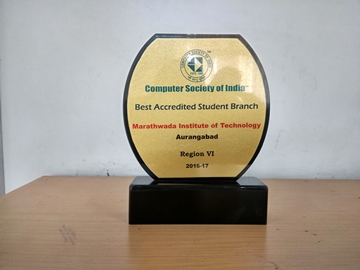 Computer Society of India
Best Accredited Student Branch
Marathwada Institute of Technology
Aurangabad
Region VI
2016-17